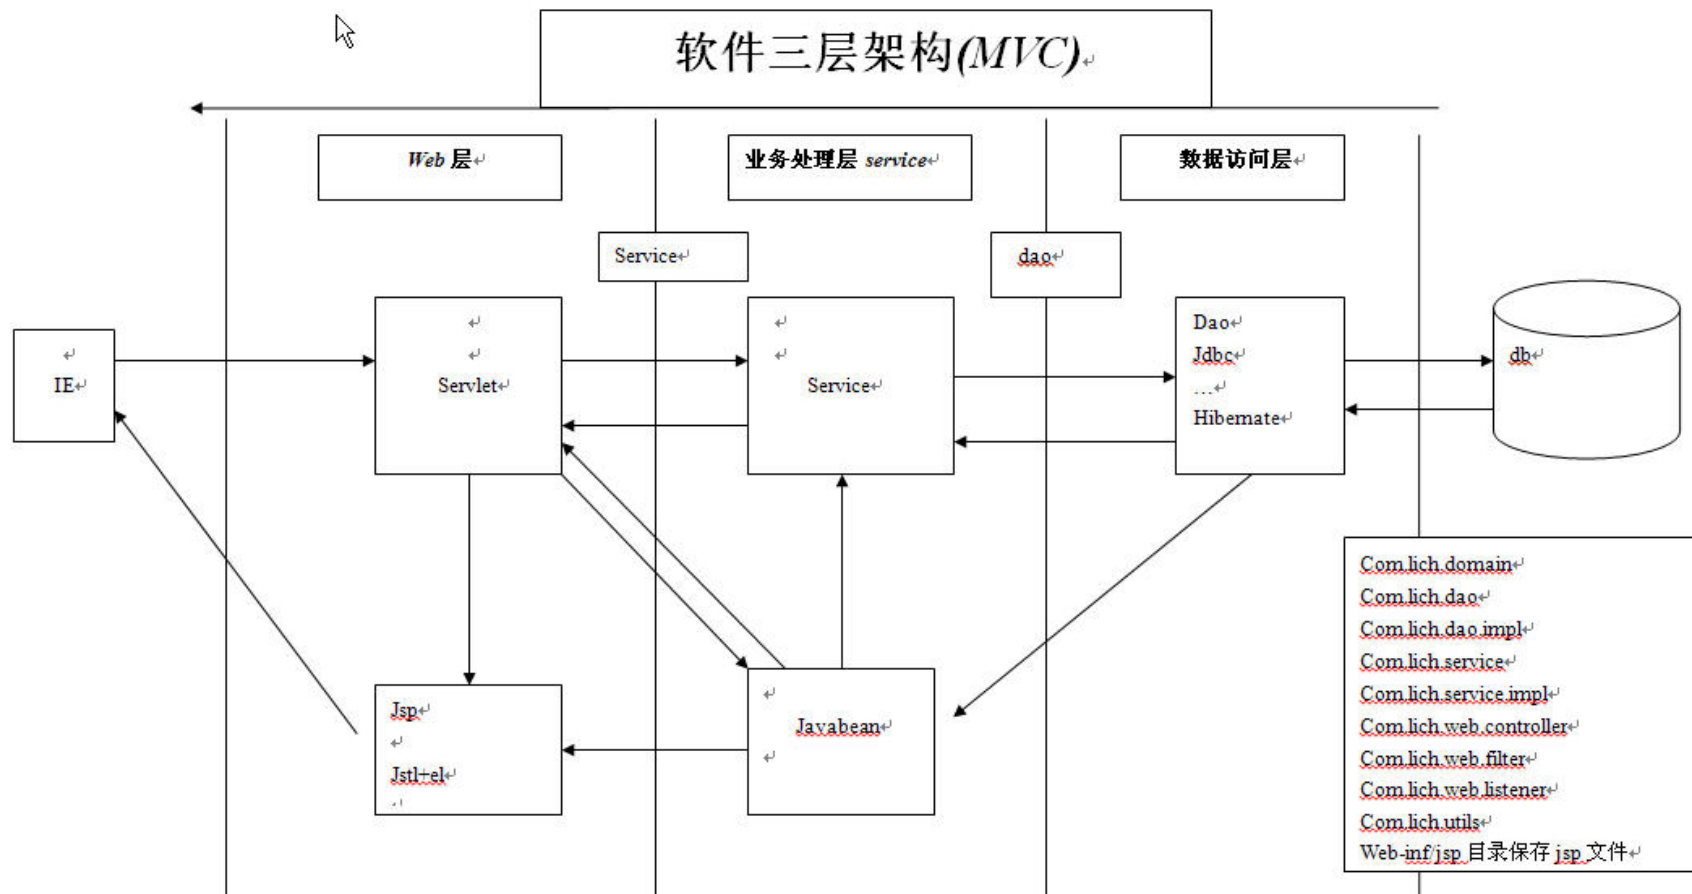 软件三层架构(MVC)
Web 层
业务处理层 service
数据访问层
Service
dao
IE
Servlet
Service
Dao
Jdbc
...
Hibernate
db
Jsp
Jstl+el
.
Javabean
Com.lich.domain
Com.lich.dao
Com.lich.dao.impl
Com.lich.service
Com.lich.service.impl
Com.lich.web.controller
Com.lich.web.filter
Com.lich.web.listener
Com.lich.utils
Web-inf/jsp 目录保存 jsp 文件